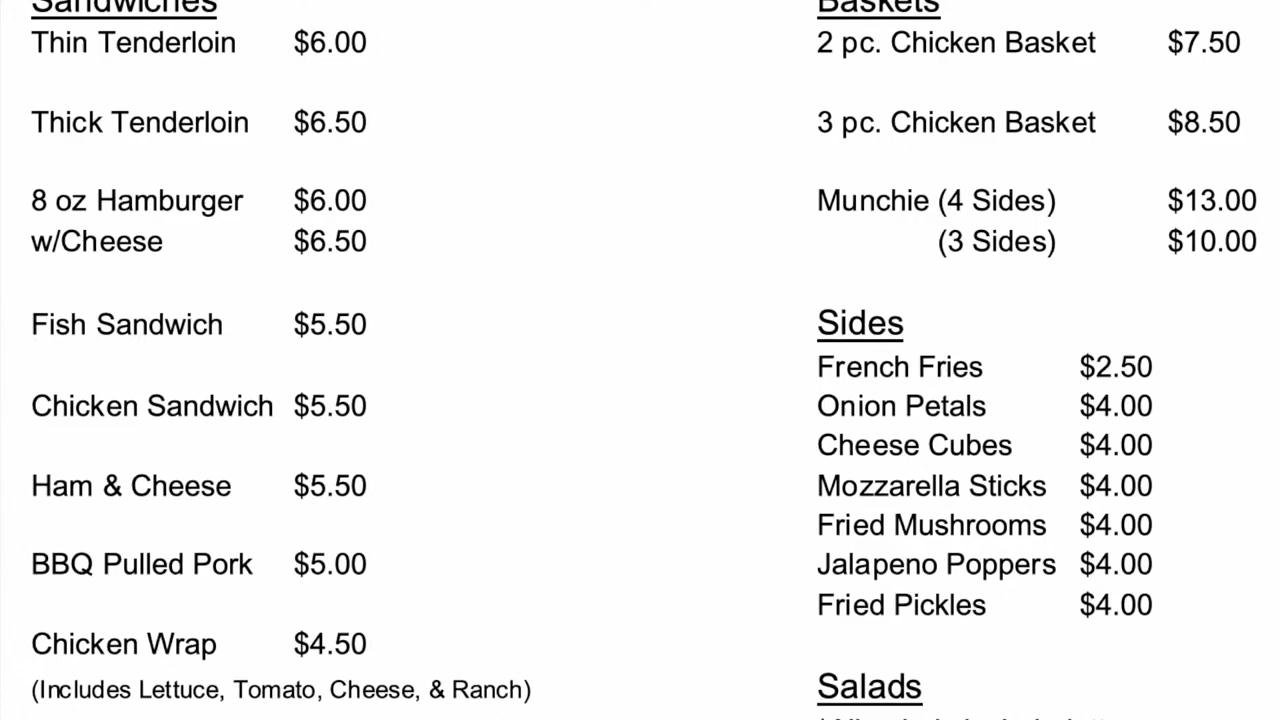 Sandwiches
Thin Tenderloin $6.00
Thick Tenderloin $6.50
8 oz Hamburger $6.00
w/Cheese $6.50
Fish Sandwich $5.50
Chicken Sandwich $5.50
Ham & Cheese $5.50
BBQ Pulled Pork $5.00
Chicken Wrap $4.50
(Includes Lettuce, Tomato, Cheese, & Ranch)
Baskets
2 pc. Chicken Basket $7.50
3 pc. Chicken Basket $8.50
Munchie (4 Sides) $13.00
(3 Sides) $10.00
Sides
French Fries $2.50
Onion Petals $4.00
Cheese Cubes $4.00
Mozzarella Sticks $4.00
Fried Mushrooms $4.00
Jalapeno Poppers $4.00
Fried Pickles $4.00
Salads